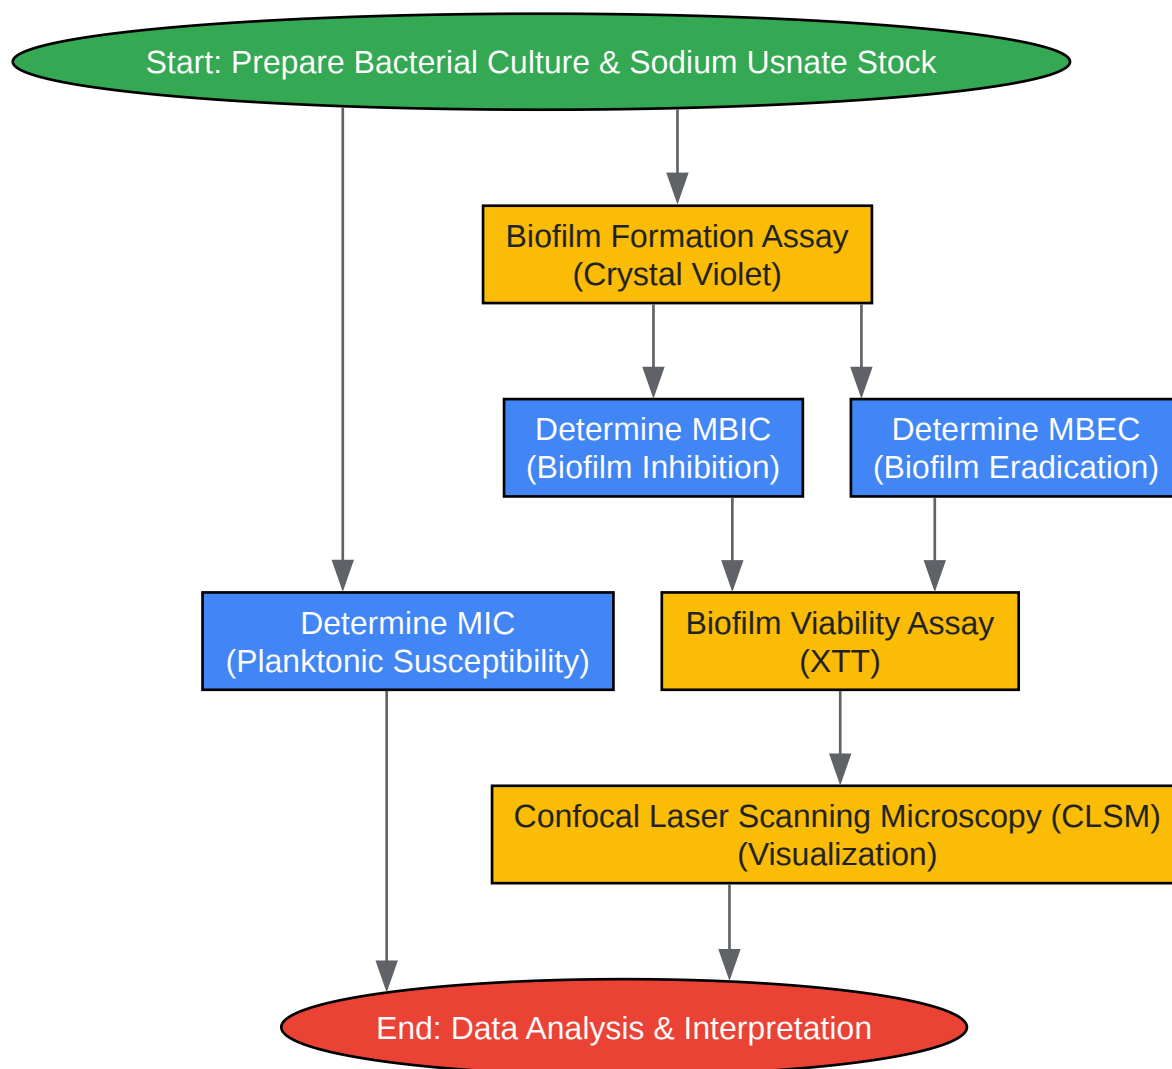 Start: Prepare Bacterial Culture & Sodium Usnate Stock
Biofilm Formation Assay
(Crystal Violet)
Determine MBIC
(Biofilm Inhibition)
Determine MBEC
(Biofilm Eradication)
Determine MIC
(Planktonic Susceptibility)
Biofilm Viability Assay
(XTT)
Confocal Laser Scanning Microscopy (CLSM)
(Visualization)
End: Data Analysis & Interpretation